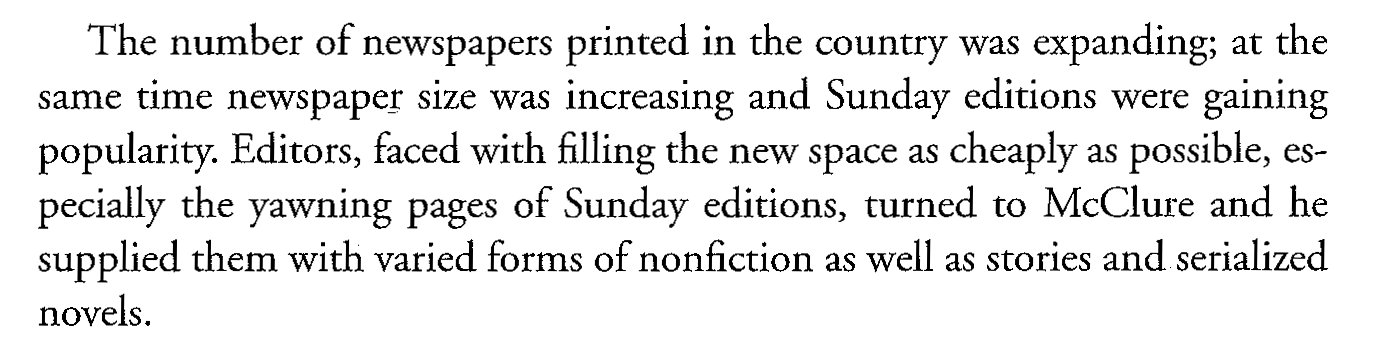 The number of newspapers printed in the country was expanding; at the
same time newspaper size was increasing and Sunday editions were gaining
popularity. Editors, faced with filling the new space as cheaply as possible, es-
pecially the yawning pages of Sunday editions, turned to McClure and he
supplied them with varied forms of nonfiction as well as stories and serialized
novels.